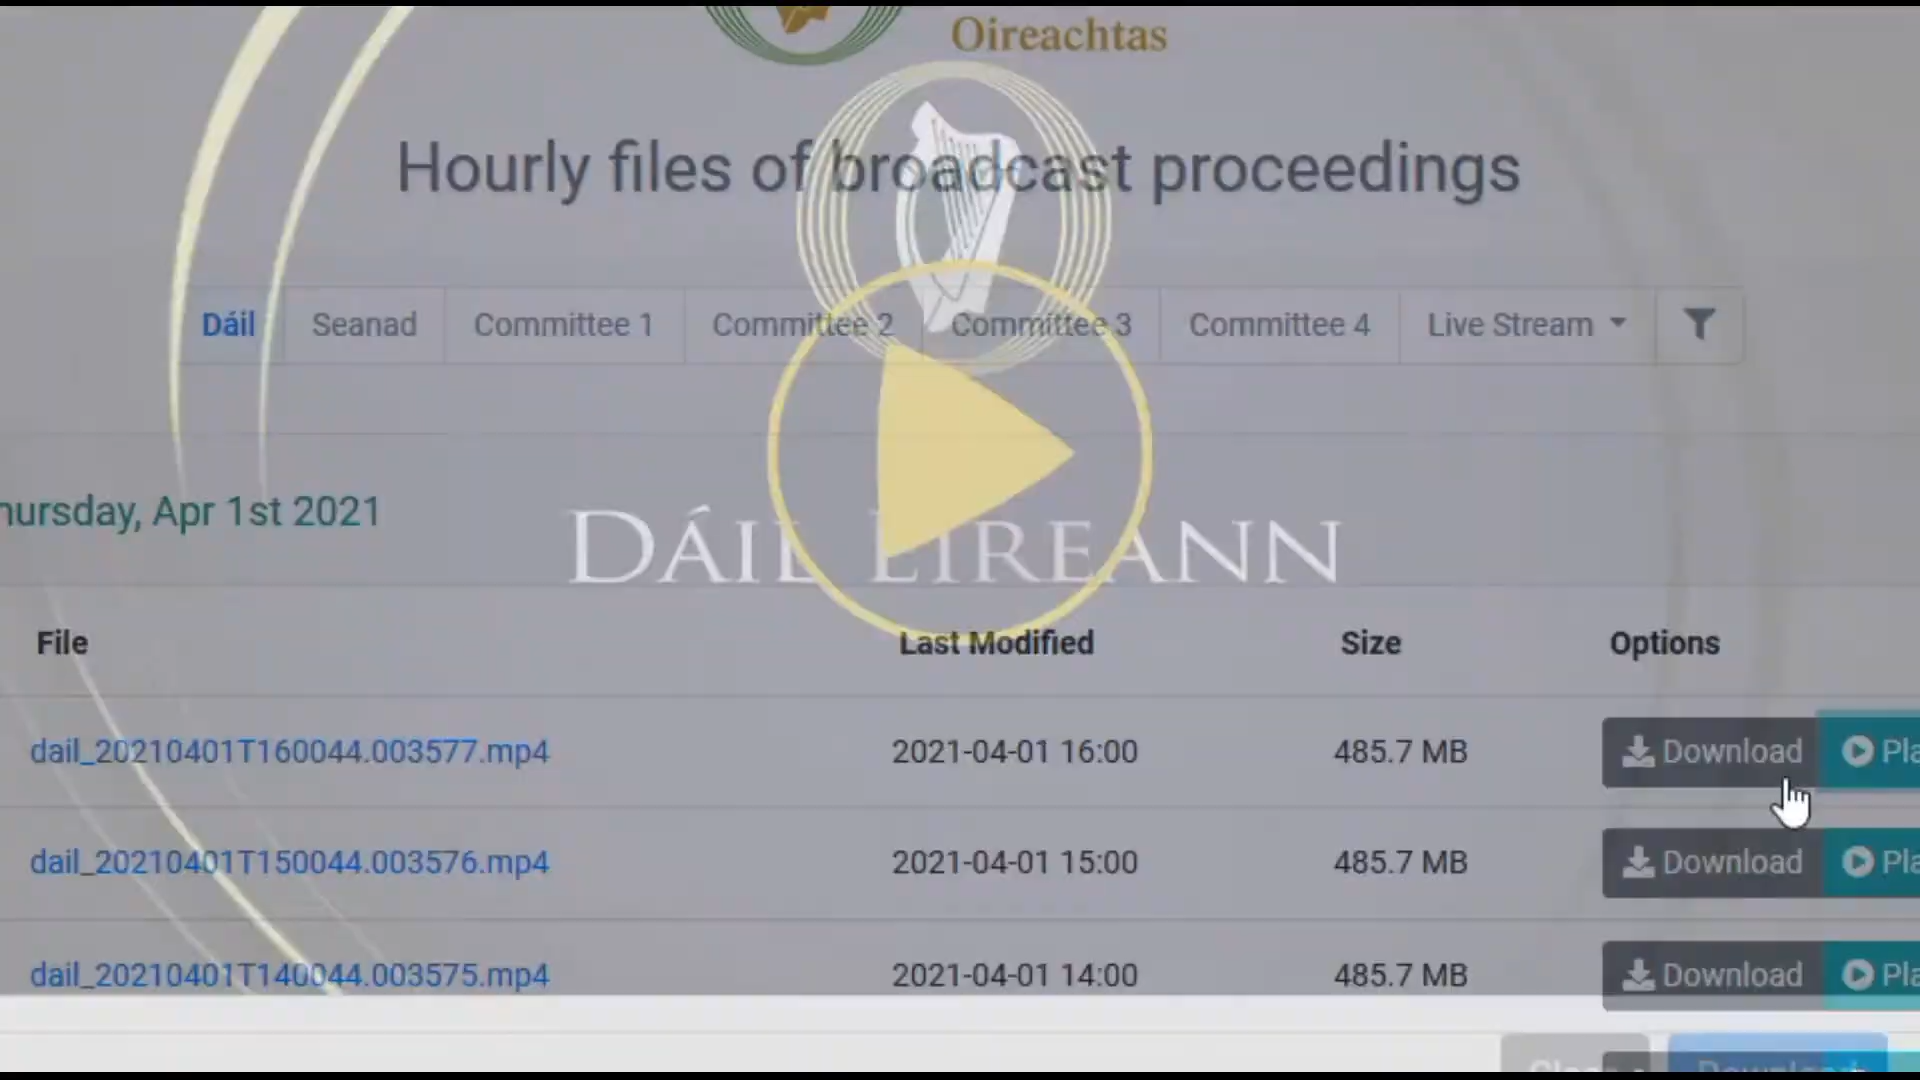 Oireachtas
Hourly files of broadcast proceedings
Dáil Seanad Committee 1 Committee 2 Committee 3 Committee 4 Live Stream
hursday, Apr 1st 2021
DÁIL ÉIREANN
File Last Modified Size Options
dail_20210401T160044.003577.mp4 2021-04-01 16:00 485.7 MB Download Pla
dail_20210401T150044.003576.mp4 2021-04-01 15:00 485.7 MB Download Pla
dail_20210401T140044.003575.mp4 2021-04-01 14:00 485.7 MB Download Pla